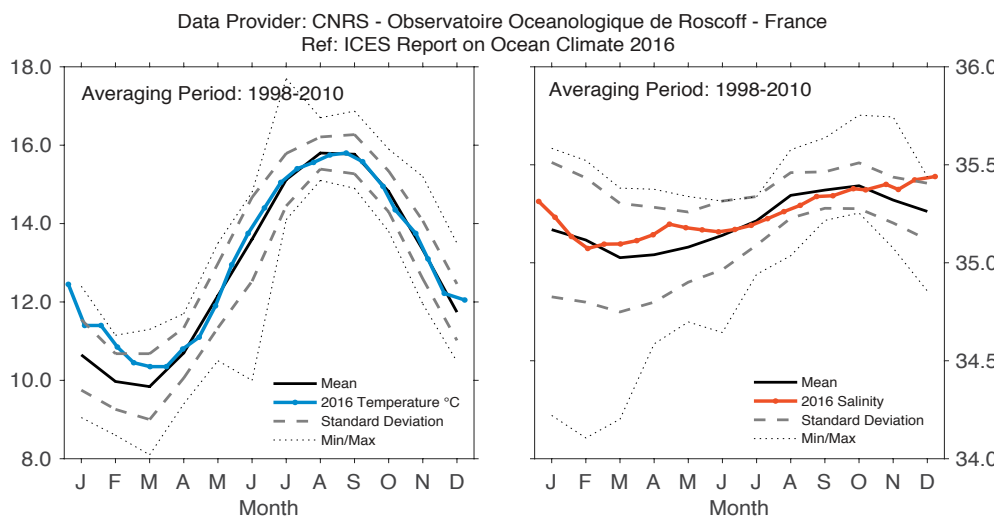 Data Provider: CNRS - Observatoire Oceanologique de Roscoff - France
Ref: ICES Report on Ocean Climate 2016
18.0
16.0
14.0
12.0
10.0
8.0
Averaging Period: 1998-2010
Mean
2016 Temperature °C
Standard Deviation
Min/Max
J F M A M J J A S O N D
Month
Averaging Period: 1998-2010
36.0
35.5
35.0
34.5
34.0
Mean
2016 Salinity
Standard Deviation
Min/Max
J F M A M J J A S O N D
Month